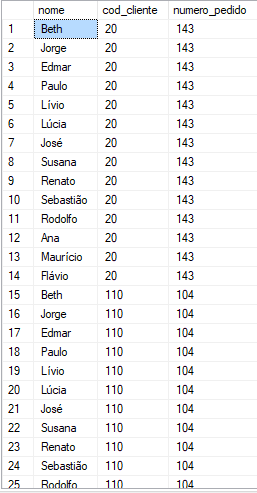 nome cod_cliente numero_pedido
1 Beth 20 143
2 Jorge 20 143
3 Edmar 20 143
4 Paulo 20 143
5 Lívio 20 143
6 Lúcia 20 143
7 José 20 143
8 Susana 20 143
9 Renato 20 143
10 Sebastião 20 143
11 Rodolfo 20 143
12 Ana 20 143
13 Maurício 20 143
14 Flávio 20 143
15 Beth 110 104
16 Jorge 110 104
17 Edmar 110 104
18 Paulo 110 104
19 Lívio 110 104
20 Lúcia 110 104
21 José 110 104
22 Susana 110 104
23 Renato 110 104
24 Sebastião 110 104
25 Rodolfo 110 104